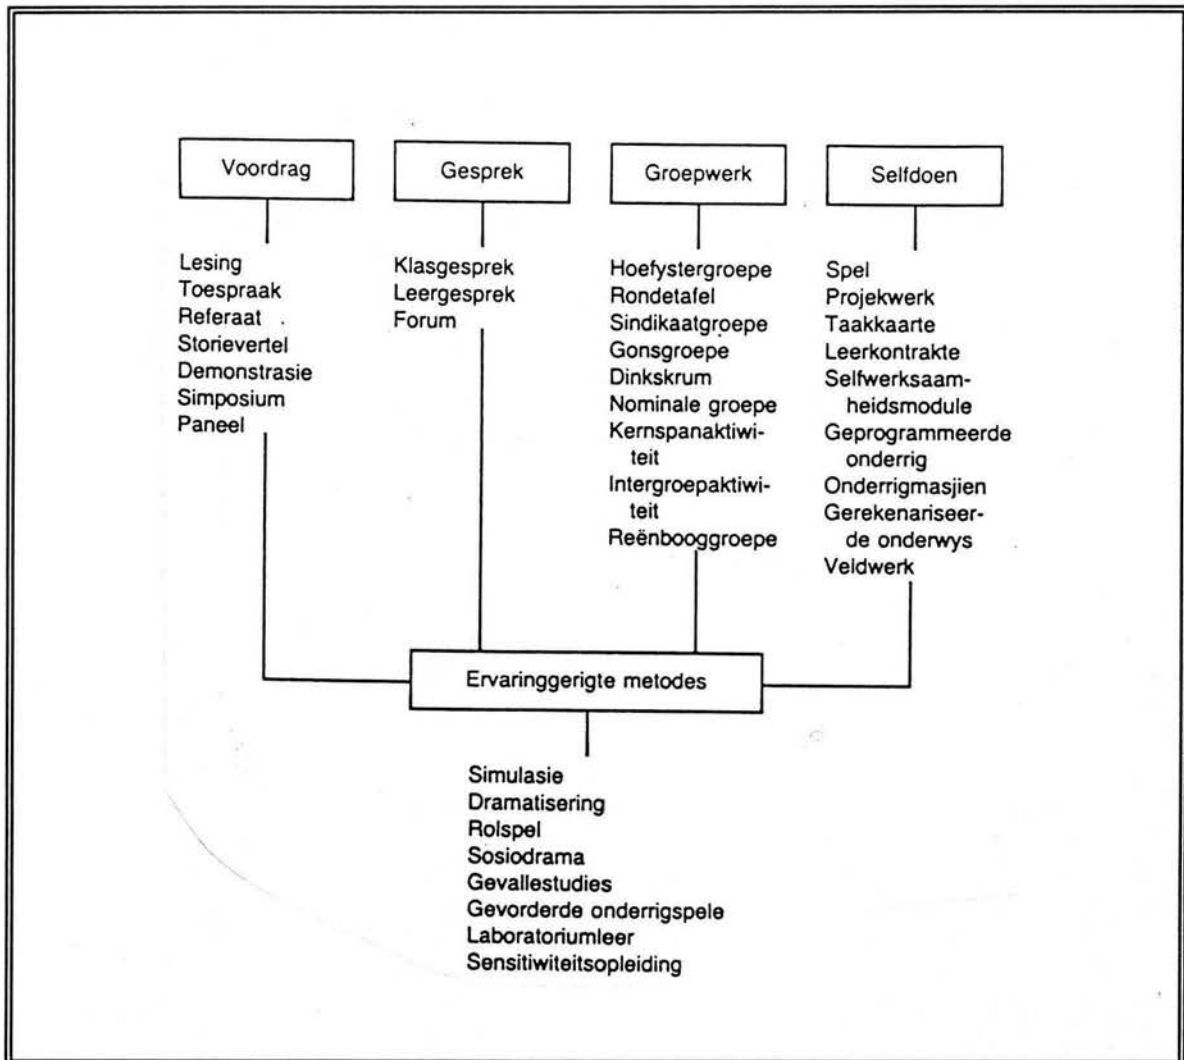 Voordrag
Lesing
Toespraak
Referaat
Storievertel
Demonstrasie
Simposium
Paneel
Gesprek
Klasgesprek
Leergesprek
Forum
Groepwerk
Hoefystergroepe
Rondetafel
Sindikaatgroepe
Gonsgroepe
Dinkskrum
Nominale groepe
Kernspanaktiwi-
teit
Intergroepaktiwi-
teit
Reënbooggroepe
Selfdoen
Spel
Projekwerk
Taakkaarte
Leerkontrakte
Selfwerksaam-
heidsmodule
Geprogrammeerde
onderrig
Onderrigmasjien
Gerekenariseer-
de onderwys
Veldwerk
Ervaringgerigte metodes
Simulasie
Dramatisering
Rolspel
Sosiodrama
Gevallestudies
Gevorderde onderrigspele
Laboratoriumleer
Sensitiwiteitsopleiding